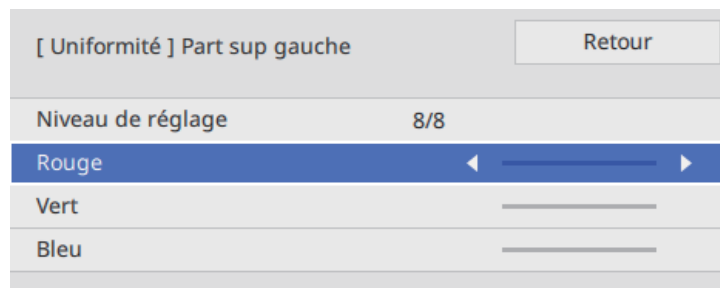 [ Uniformité ] Part sup gauche
Retour
Niveau de réglage 8/8
Rouge
Vert
Bleu